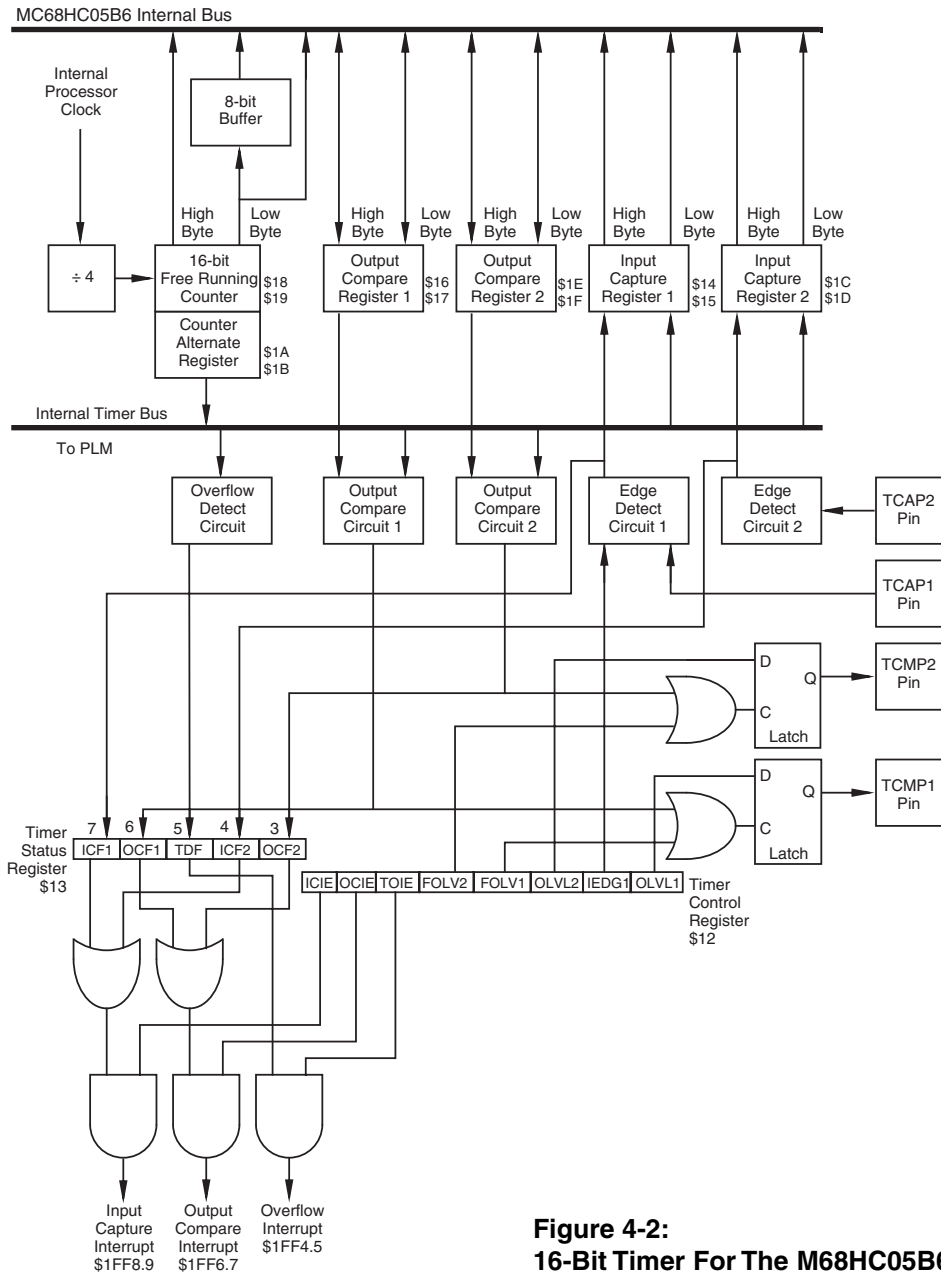 MC68HC05B6 Internal Bus
Internal
Processor
Clock
8-bit
Buffer
High
Byte
Low
Byte
High
Byte
Low
Byte
High
Byte
Low
Byte
High
Byte
Low
Byte
High
Byte
Low
Byte
÷ 4
16-bit
Free Running
Counter
$18
$19
Counter
Alternate
Register
$1A
$1B
Output
Compare
Register 1
$16
$17
Output
Compare
Register 2
$1E
$1F
Input
Capture
Register 1
$14
$15
Input
Capture
Register 2
$1C
$1D
Internal Timer Bus
To PLM
Overflow
Detect
Circuit
Output
Compare
Circuit 1
Output
Compare
Circuit 2
Edge
Detect
Circuit 1
Edge
Detect
Circuit 2
TCAP2
Pin
TCAP1
Pin
D
Q
C
Latch
TCMP2
Pin
D
Q
C
Latch
TCMP1
Pin
Timer
Status
Register
$13
7 6 5 4 3
ICF1 OCF1 TDF ICF2 OCF2
ICIE OCIE TOIE FOLV2 FOLV1 OLVL2 IEDG1 OLVL1
Timer
Control
Register
$12
Input
Capture
Interrupt
$1FF8.9
Output
Compare
Interrupt
$1FF6.7
Overflow
Interrupt
$1FF4.5
Figure 4-2:
16-Bit Timer For The M68HC05B6